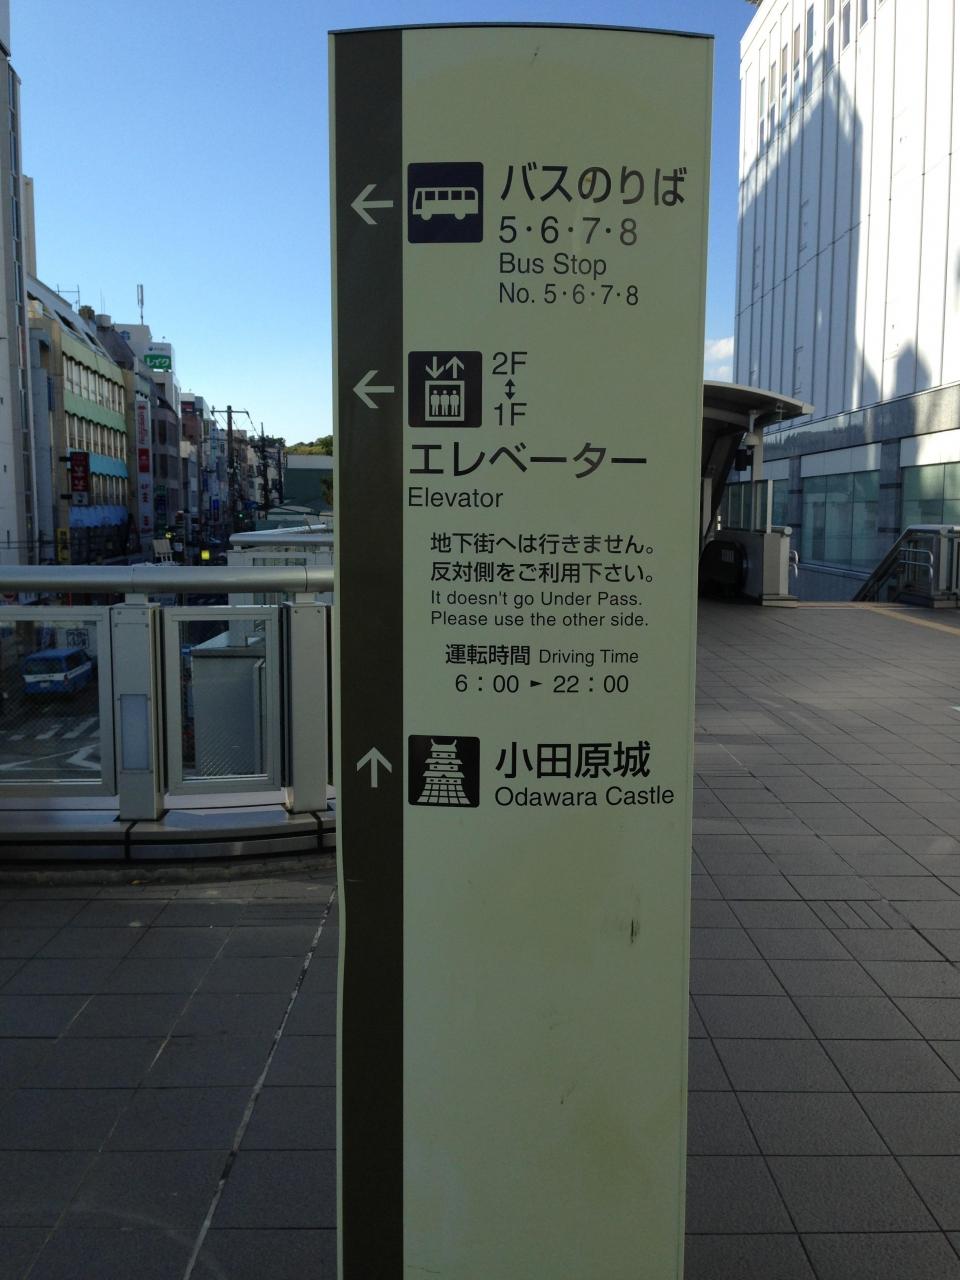 バスのりば
5・6・7・8
Bus Stop
No. 5・6・7・8
2F
1F
エレベーター
Elevator
地下街へは行きません。
反対側をご利用下さい。
It doesn't go Under Pass.
Please use the other side.
運転時間 Driving Time
6：00 ► 22：00
小田原城
Odawara Castle
レイク